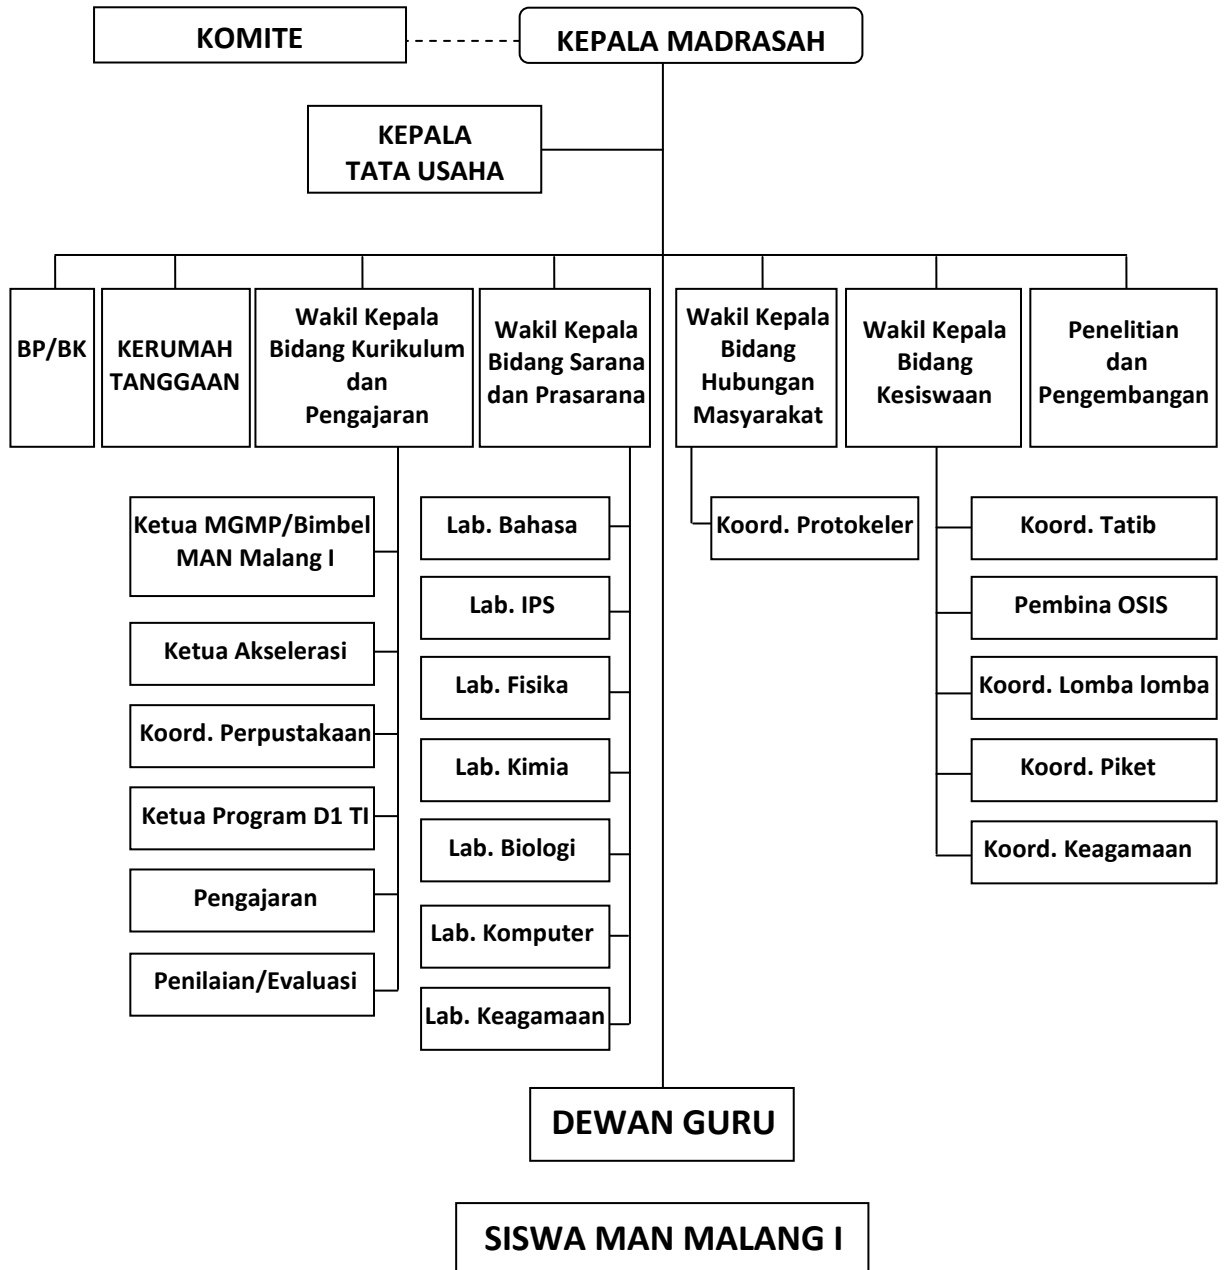 KOMITE
KEPALA MADRASAH
KEPALA
TATA USAHA
BP/BK
KERUMAH
TANGGAAN
Wakil Kepala
Bidang Kurikulum
dan
Pengajaran
Wakil Kepala
Bidang Sarana
dan Prasarana
Wakil Kepala
Bidang
Hubungan
Masyarakat
Wakil Kepala
Bidang
Kesiswaan
Penelitian
dan
Pengembangan
Ketua MGMP/Bimbel
MAN Malang I
Ketua Akselerasi
Koord. Perpustakaan
Ketua Program D1 TI
Pengajaran
Penilaian/Evaluasi
Lab. Bahasa
Lab. IPS
Lab. Fisika
Lab. Kimia
Lab. Biologi
Lab. Komputer
Lab. Keagamaan
Koord. Protokeler
Koord. Tatib
Pembina OSIS
Koord. Lomba lomba
Koord. Piket
Koord. Keagamaan
DEWAN GURU
SISWA MAN MALANG I